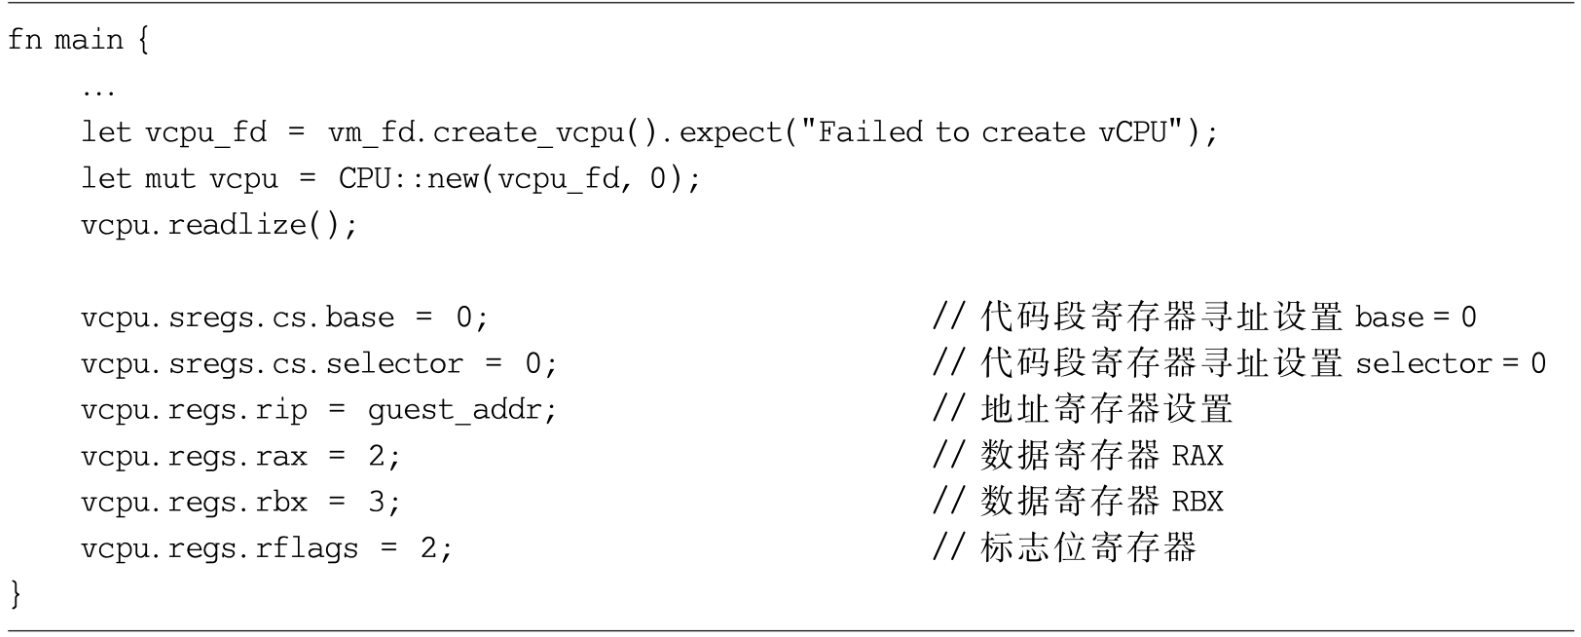 fn main {
    ...
    let vcpu_fd = vm_fd.create_vcpu().expect("Failed to create vCPU");
    let mut vcpu = CPU::new(vcpu_fd, 0);
    vcpu.readlize();

    vcpu.sregs.cs.base = 0; // 代码段寄存器寻址设置 base = 0
    vcpu.sregs.cs.selector = 0; // 代码段寄存器寻址设置 selector = 0
    vcpu.regs.rip = guest_addr; // 地址寄存器设置
    vcpu.regs.rax = 2; // 数据寄存器 RAX
    vcpu.regs.rbx = 3; // 数据寄存器 RBX
    vcpu.regs.rflags = 2; // 标志位寄存器
}